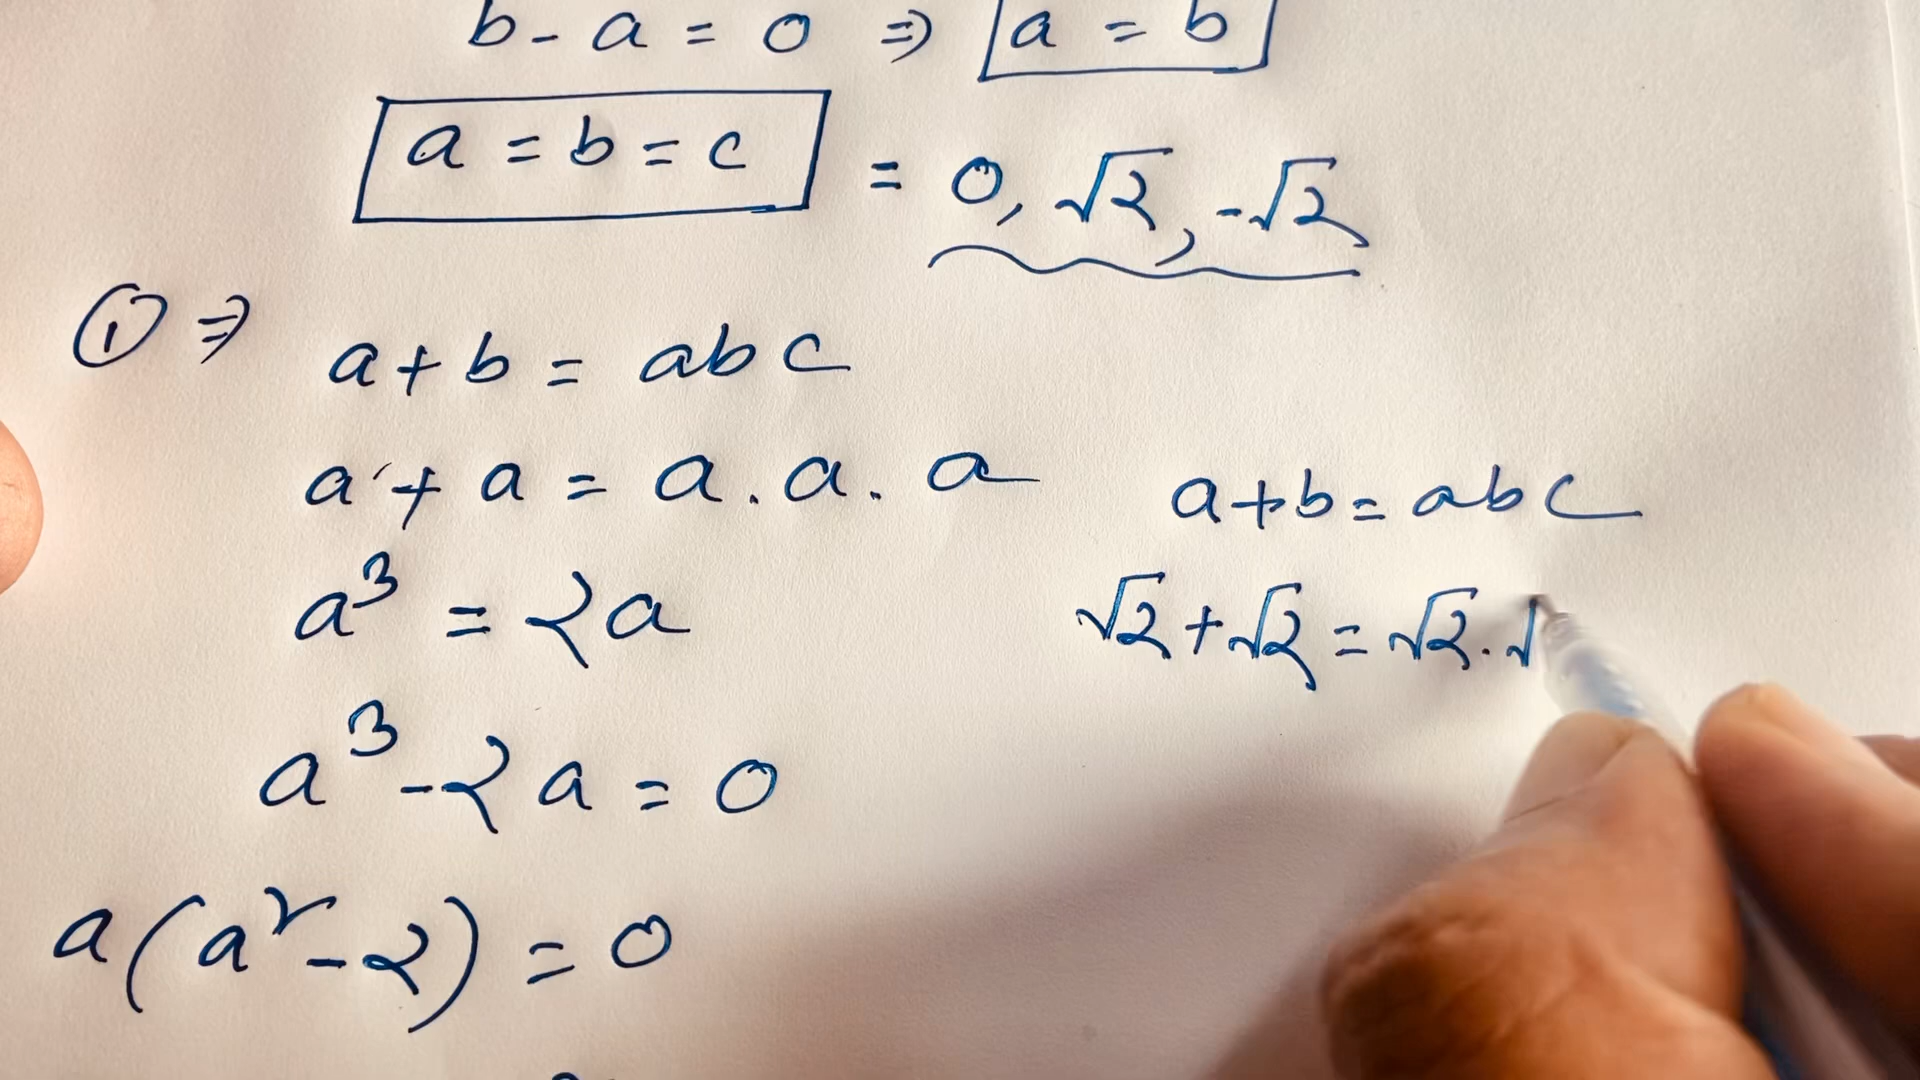 b - a = 0 ⇒ a = b
a = b = c = 0, √2, -√2
① ⇒ a + b = abc
a + a = a . a . a
a³ = 2a
a³ - 2a = 0
a(a² - 2) = 0
a + b = abc
√2 + √2 = √2 . √